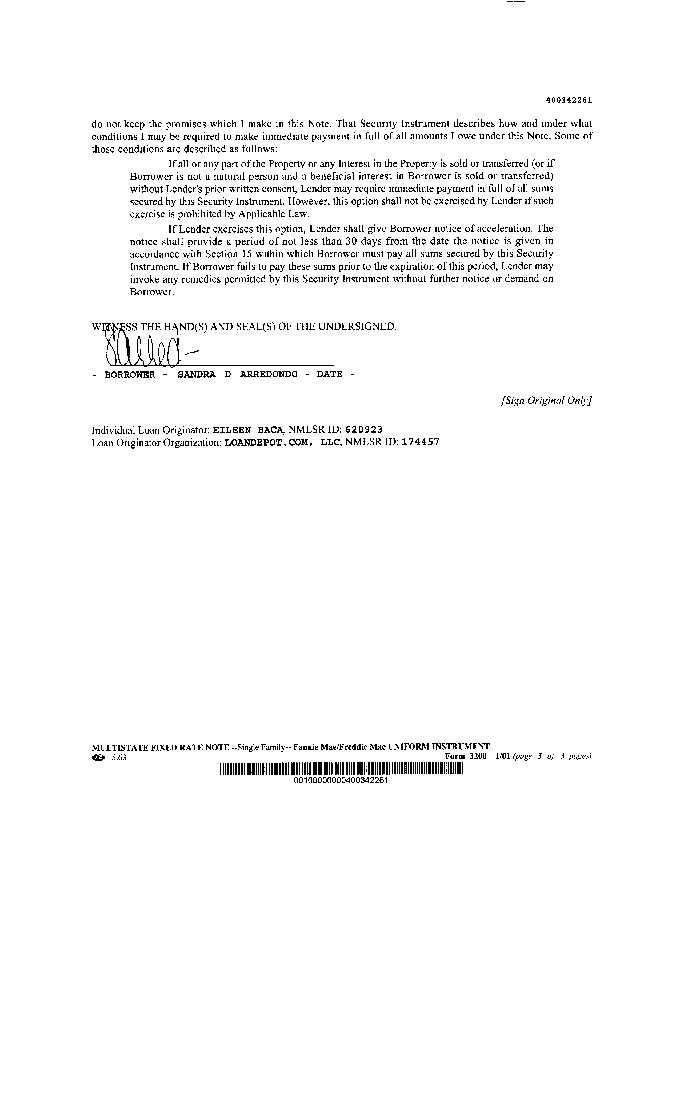 400342261
do not keep the promises which I make in this Note. That Security Instrument describes how and under what
conditions I may be required to make immediate payment in full of all amounts I owe under this Note. Some of
those conditions are described as follows:
If all or any part of the Property or any Interest in the Property is sold or transferred (or if
Borrower is not a natural person and a beneficial interest in Borrower is sold or transferred)
without Lender's prior written consent, Lender may require immediate payment in full of all sums
secured by this Security Instrument. However, this option shall not be exercised by Lender if such
exercise is prohibited by Applicable Law.
If Lender exercises this option, Lender shall give Borrower notice of acceleration. The
notice shall provide a period of not less than 30 days from the date the notice is given in
accordance with Section 15 within which Borrower must pay all sums secured by this Security
Instrument. If Borrower fails to pay these sums prior to the expiration of this period, Lender may
invoke any remedies permitted by this Security Instrument without further notice or demand on
Borrower.
WITNESS THE HAND(S) AND SEAL(S) OF THE UNDERSIGNED.
- BORROWER - SANDRA D ARREDONDO - DATE -
[Sign Original Only]
Individual Loan Originator: EILEEN BACA, NMLSR ID: 620923
Loan Originator Organization: LOANDEPOT.COM, LLC, NMLSR ID: 174457
MULTISTATE FIXED RATE NOTE--Single Family--Fannie Mae/Freddie Mac UNIFORM INSTRUMENT
Form 3200 1/01 (page 3 of 3 pages)
00100000000400342261